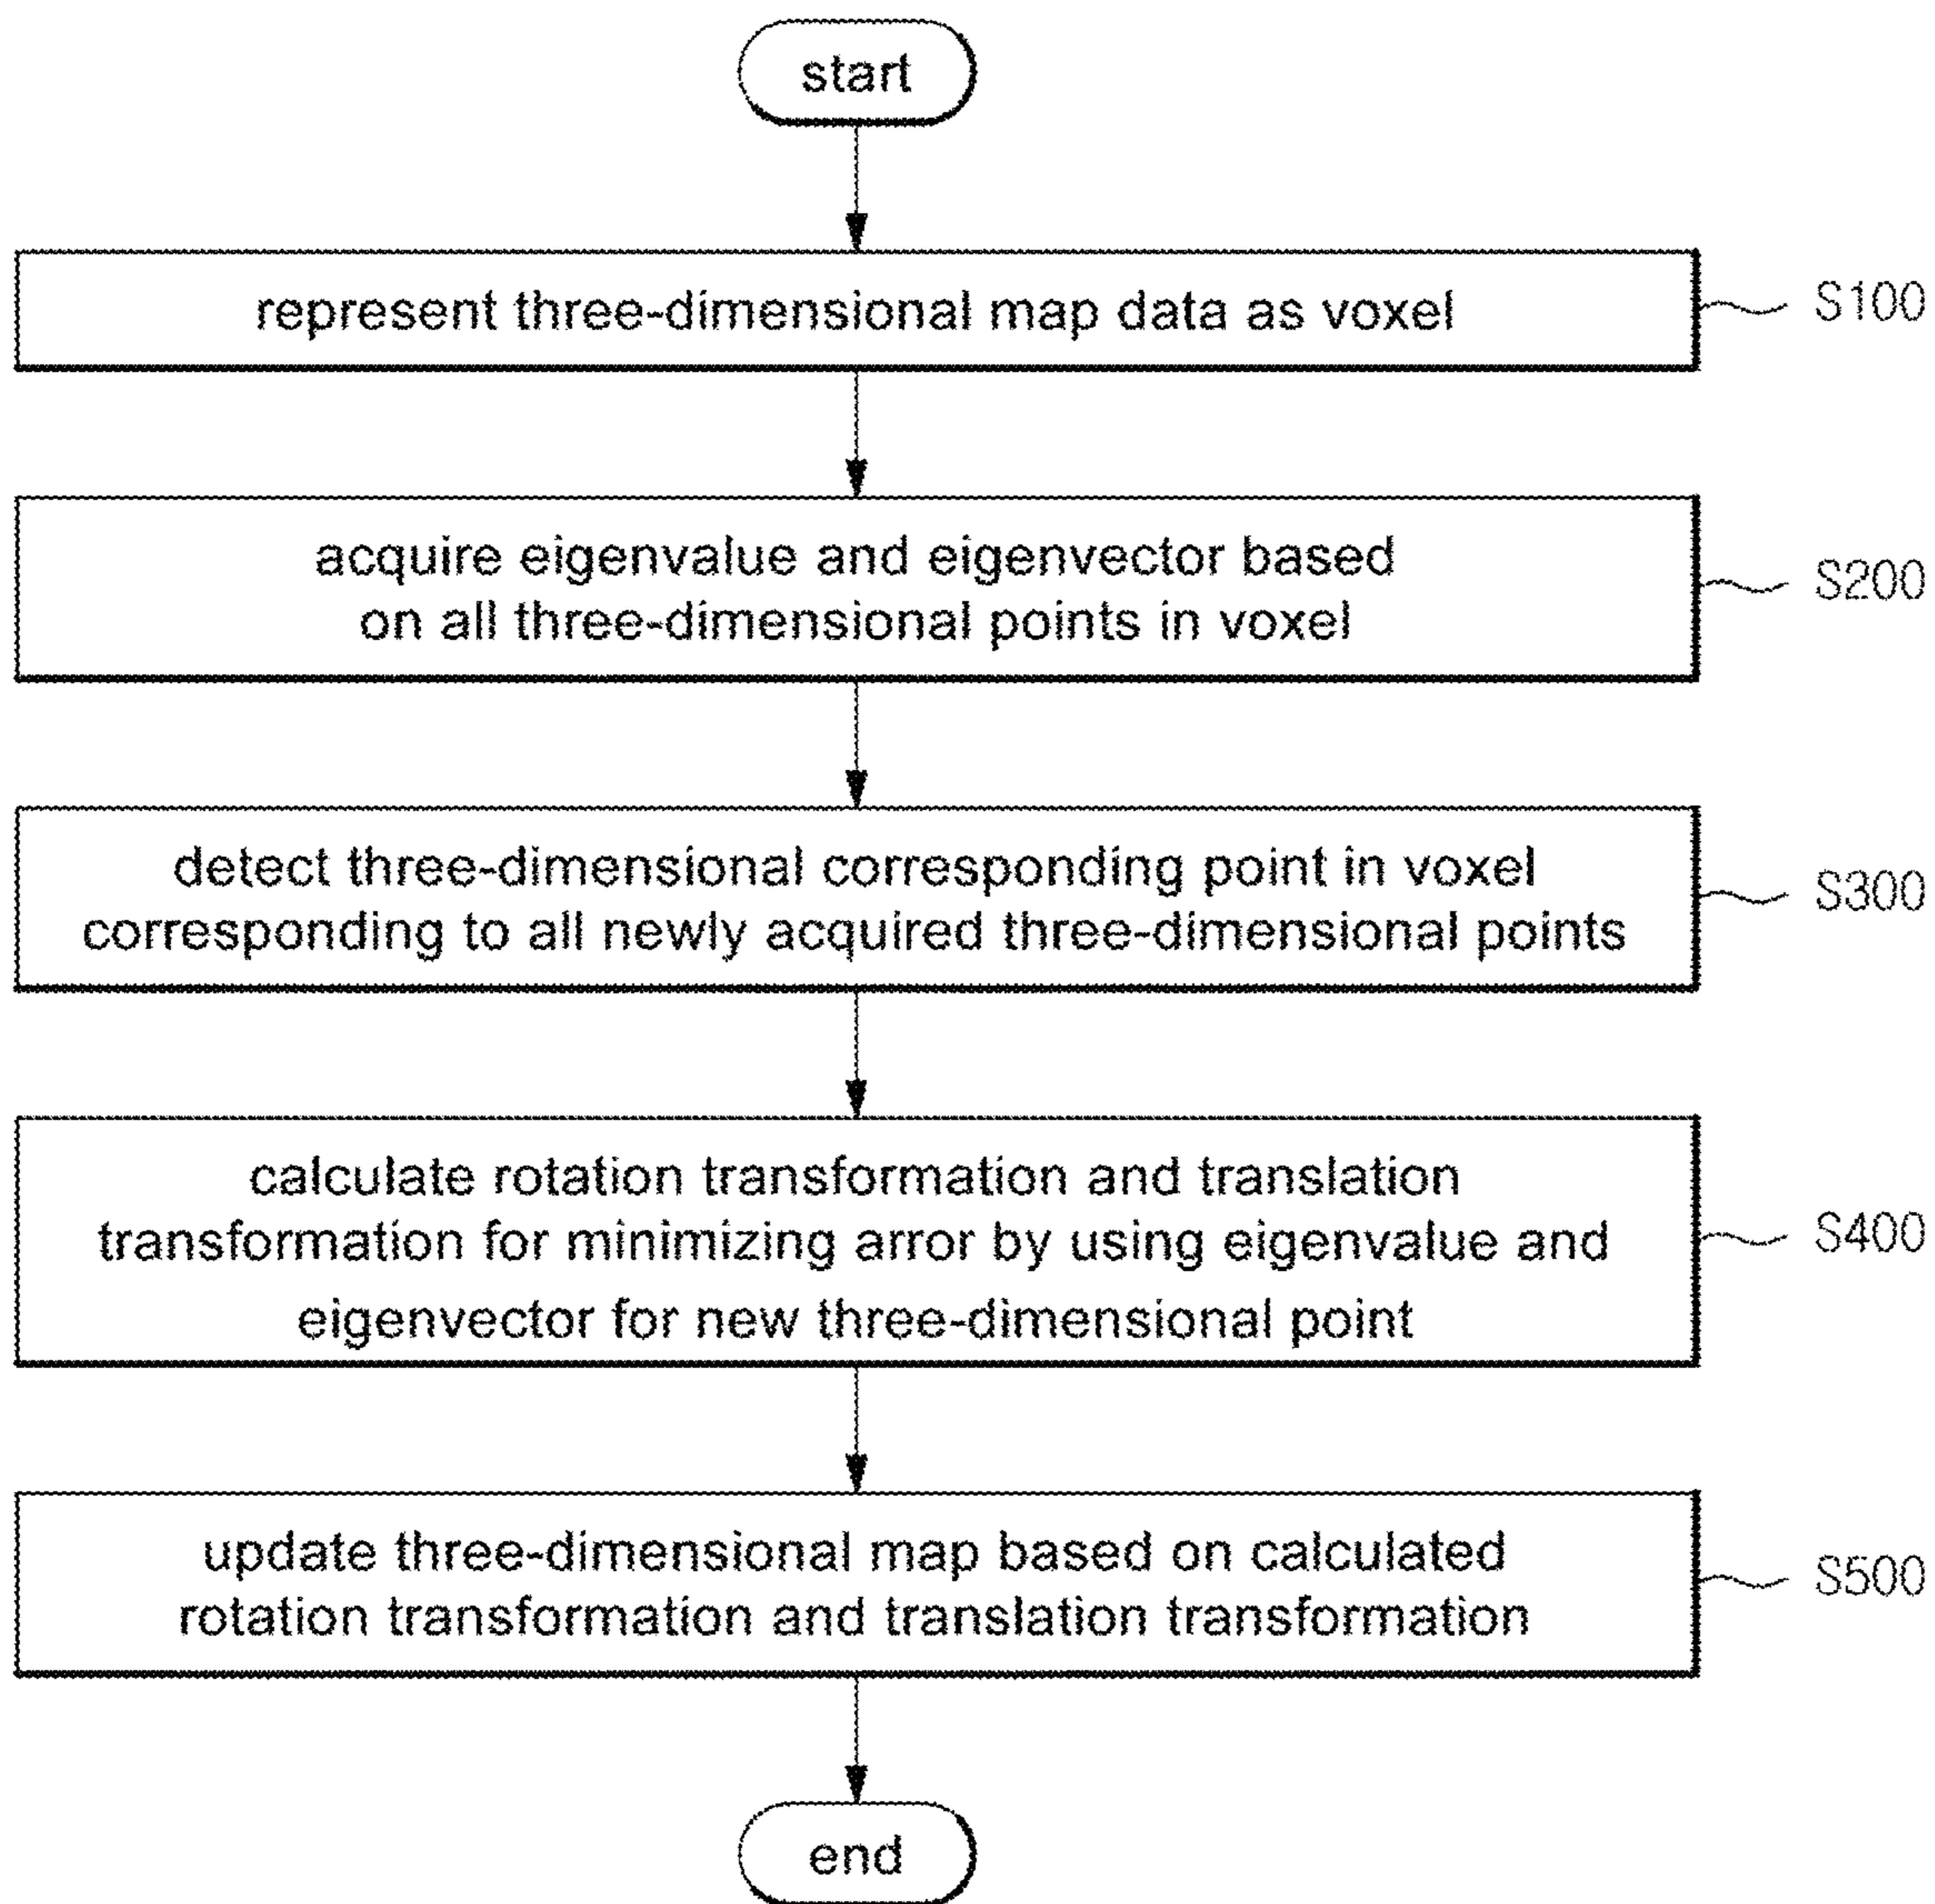 start
represent three-dimensional map data as voxel
S100
acquire eigenvalue and eigenvector based
on all three-dimensional points in voxel
S200
detect three-dimensional corresponding point in voxel
corresponding to all newly acquired three-dimensional points
S300
calculate rotation transformation and translation
transformation for minimizing arror by using eigenvalue and
eigenvector for new three-dimensional point
S400
update three-dimensional map based on calculated
rotation transformation and translation transformation
S500
end